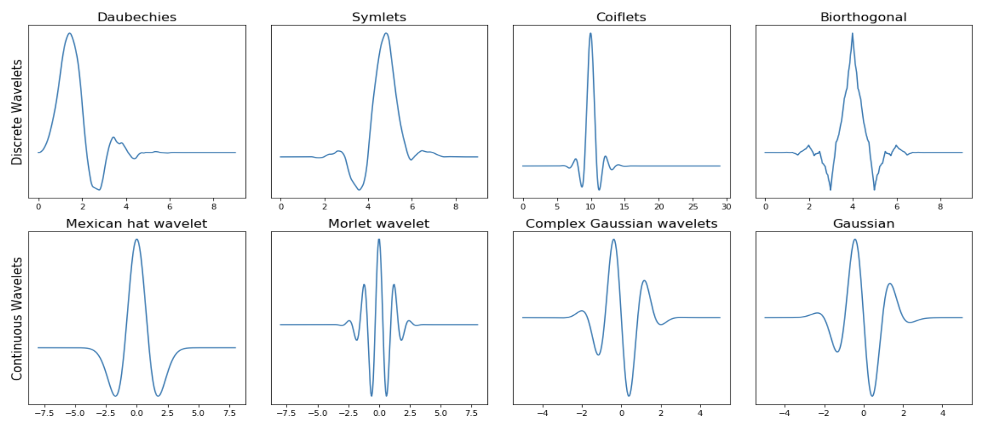 Daubechies Symlets Coiflets Biorthogonal
Discrete Wavelets
0 2 4 6 8 0 2 4 6 8 0 5 10 15 20 25 30 0 2 4 6 8
Mexican hat wavelet Morlet wavelet Complex Gaussian wavelets Gaussian
Continuous Wavelets
−7.5 −5.0 −2.5 0.0 2.5 5.0 7.5 −7.5 −5.0 −2.5 0.0 2.5 5.0 7.5 −4 −2 0 2 4 −4 −2 0 2 4